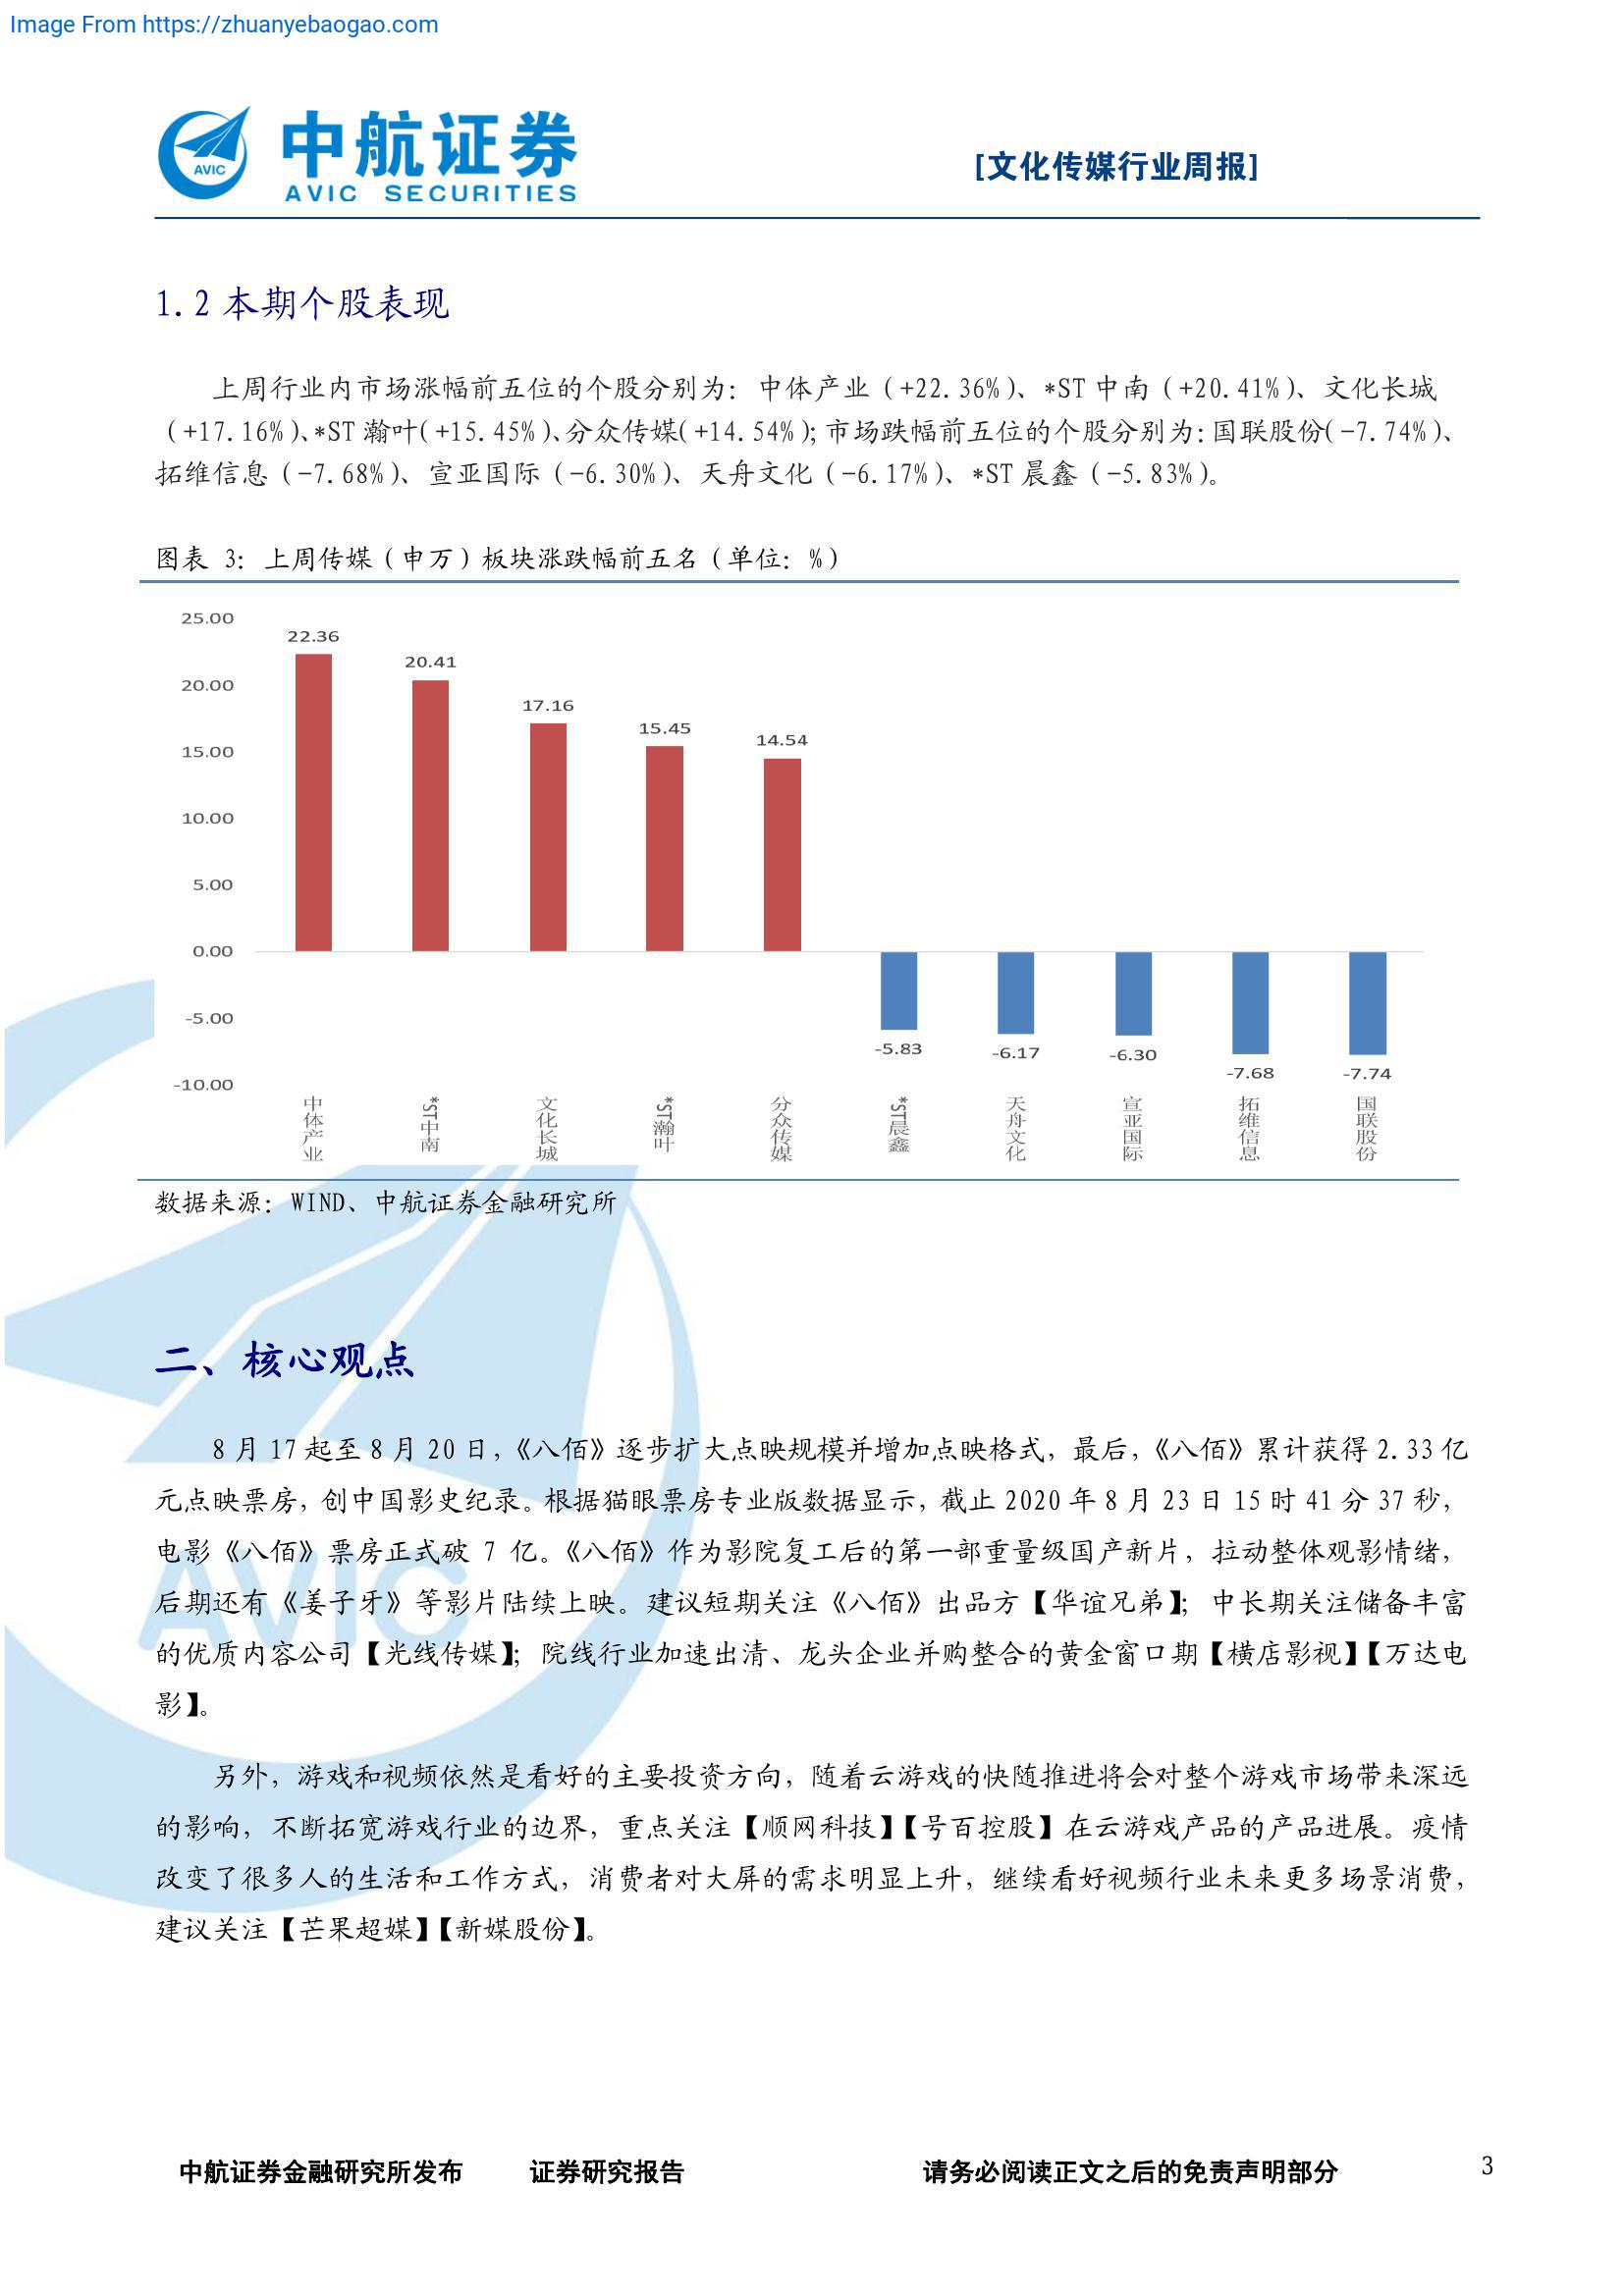 Image From https://zhuanyebaogao.com
AVIC
中航证券
AVIC SECURITIES
[文化传媒行业周报]
1.2 本期个股表现
上周行业内市场涨幅前五位的个股分别为：中体产业（+22.36%）、*ST 中南（+20.41%）、文化长城
（+17.16%）、*ST 瀚叶（+15.45%）、分众传媒（+14.54%）；市场跌幅前五位的个股分别为：国联股份（-7.74%）、
拓维信息（-7.68%）、宣亚国际（-6.30%）、天舟文化（-6.17%）、*ST 晨鑫（-5.83%）。
图表 3：上周传媒（申万）板块涨跌幅前五名（单位：%）
25.00
20.00
15.00
10.00
5.00
0.00
-5.00
-10.00
22.36
20.41
17.16
15.45
14.54
-5.83
-6.17
-6.30
-7.68
-7.74
中体产业
*ST中南
文化长城
*ST瀚叶
分众传媒
*ST晨鑫
天舟文化
宣亚国际
拓维信息
国联股份
数据来源：WIND、中航证券金融研究所
二、核心观点
8 月 17 起至 8 月 20 日，《八佰》逐步扩大点映规模并增加点映格式，最后，《八佰》累计获得 2.33 亿
元点映票房，创中国影史纪录。根据猫眼票房专业版数据显示，截止 2020 年 8 月 23 日 15 时 41 分 37 秒，
电影《八佰》票房正式破 7 亿。《八佰》作为影院复工后的第一部重量级国产新片，拉动整体观影情绪，
后期还有《姜子牙》等影片陆续上映。建议短期关注《八佰》出品方【华谊兄弟】；中长期关注储备丰富
的优质内容公司【光线传媒】；院线行业加速出清、龙头企业并购整合的黄金窗口期【横店影视】【万达电
影】。
另外，游戏和视频依然是看好的主要投资方向，随着云游戏的快随推进将会对整个游戏市场带来深远
的影响，不断拓宽游戏行业的边界，重点关注【顺网科技】【号百控股】在云游戏产品的产品进展。疫情
改变了很多人的生活和工作方式，消费者对大屏的需求明显上升，继续看好视频行业未来更多场景消费，
建议关注【芒果超媒】【新媒股份】。
AVIC
中航证券金融研究所发布 证券研究报告 请务必阅读正文之后的免责声明部分 3